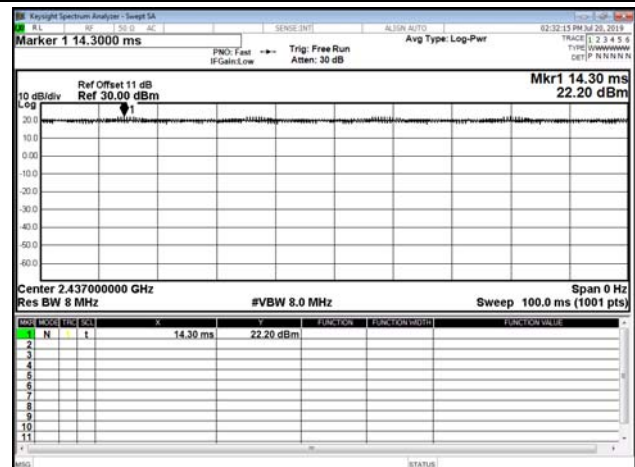 Keysight Spectrum Analyzer - Swept SA
RL RF 50 Ω AC SENSE:INT ALIGN AUTO 02:32:15 PM Jul 20, 2019
Marker 1 14.3000 ms
PNO: Fast
IFGain:Low
Trig: Free Run
Atten: 30 dB
Avg Type: Log-Pwr
TRACE 1 2 3 4 5 6
TYPE WWWWWW
DET P NNNNN
Mkr1 14.30 ms
22.20 dBm
Ref Offset 11 dB
10 dB/div Ref 30.00 dBm
Log
1
20.0
10.0
0.00
-10.0
-20.0
-30.0
-40.0
-50.0
-60.0
Center 2.437000000 GHz Span 0 Hz
Res BW 8 MHz #VBW 8.0 MHz Sweep 100.0 ms (1001 pts)
MKR MODE TRC SCL X Y FUNCTION FUNCTION WIDTH FUNCTION VALUE
1 N t 14.30 ms 22.20 dBm
2
3
4
5
6
7
8
9
10
11
MSG STATUS